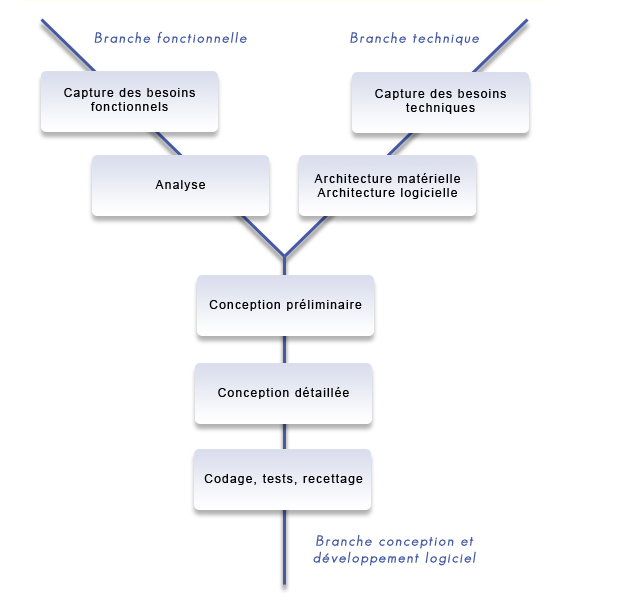 Branche fonctionnelle
Branche technique
Capture des besoins
fonctionnels
Capture des besoins
techniques
Analyse
Architecture matérielle
Architecture logicielle
Conception préliminaire
Conception détaillée
Codage, tests, recettage
Branche conception et
développement logiciel